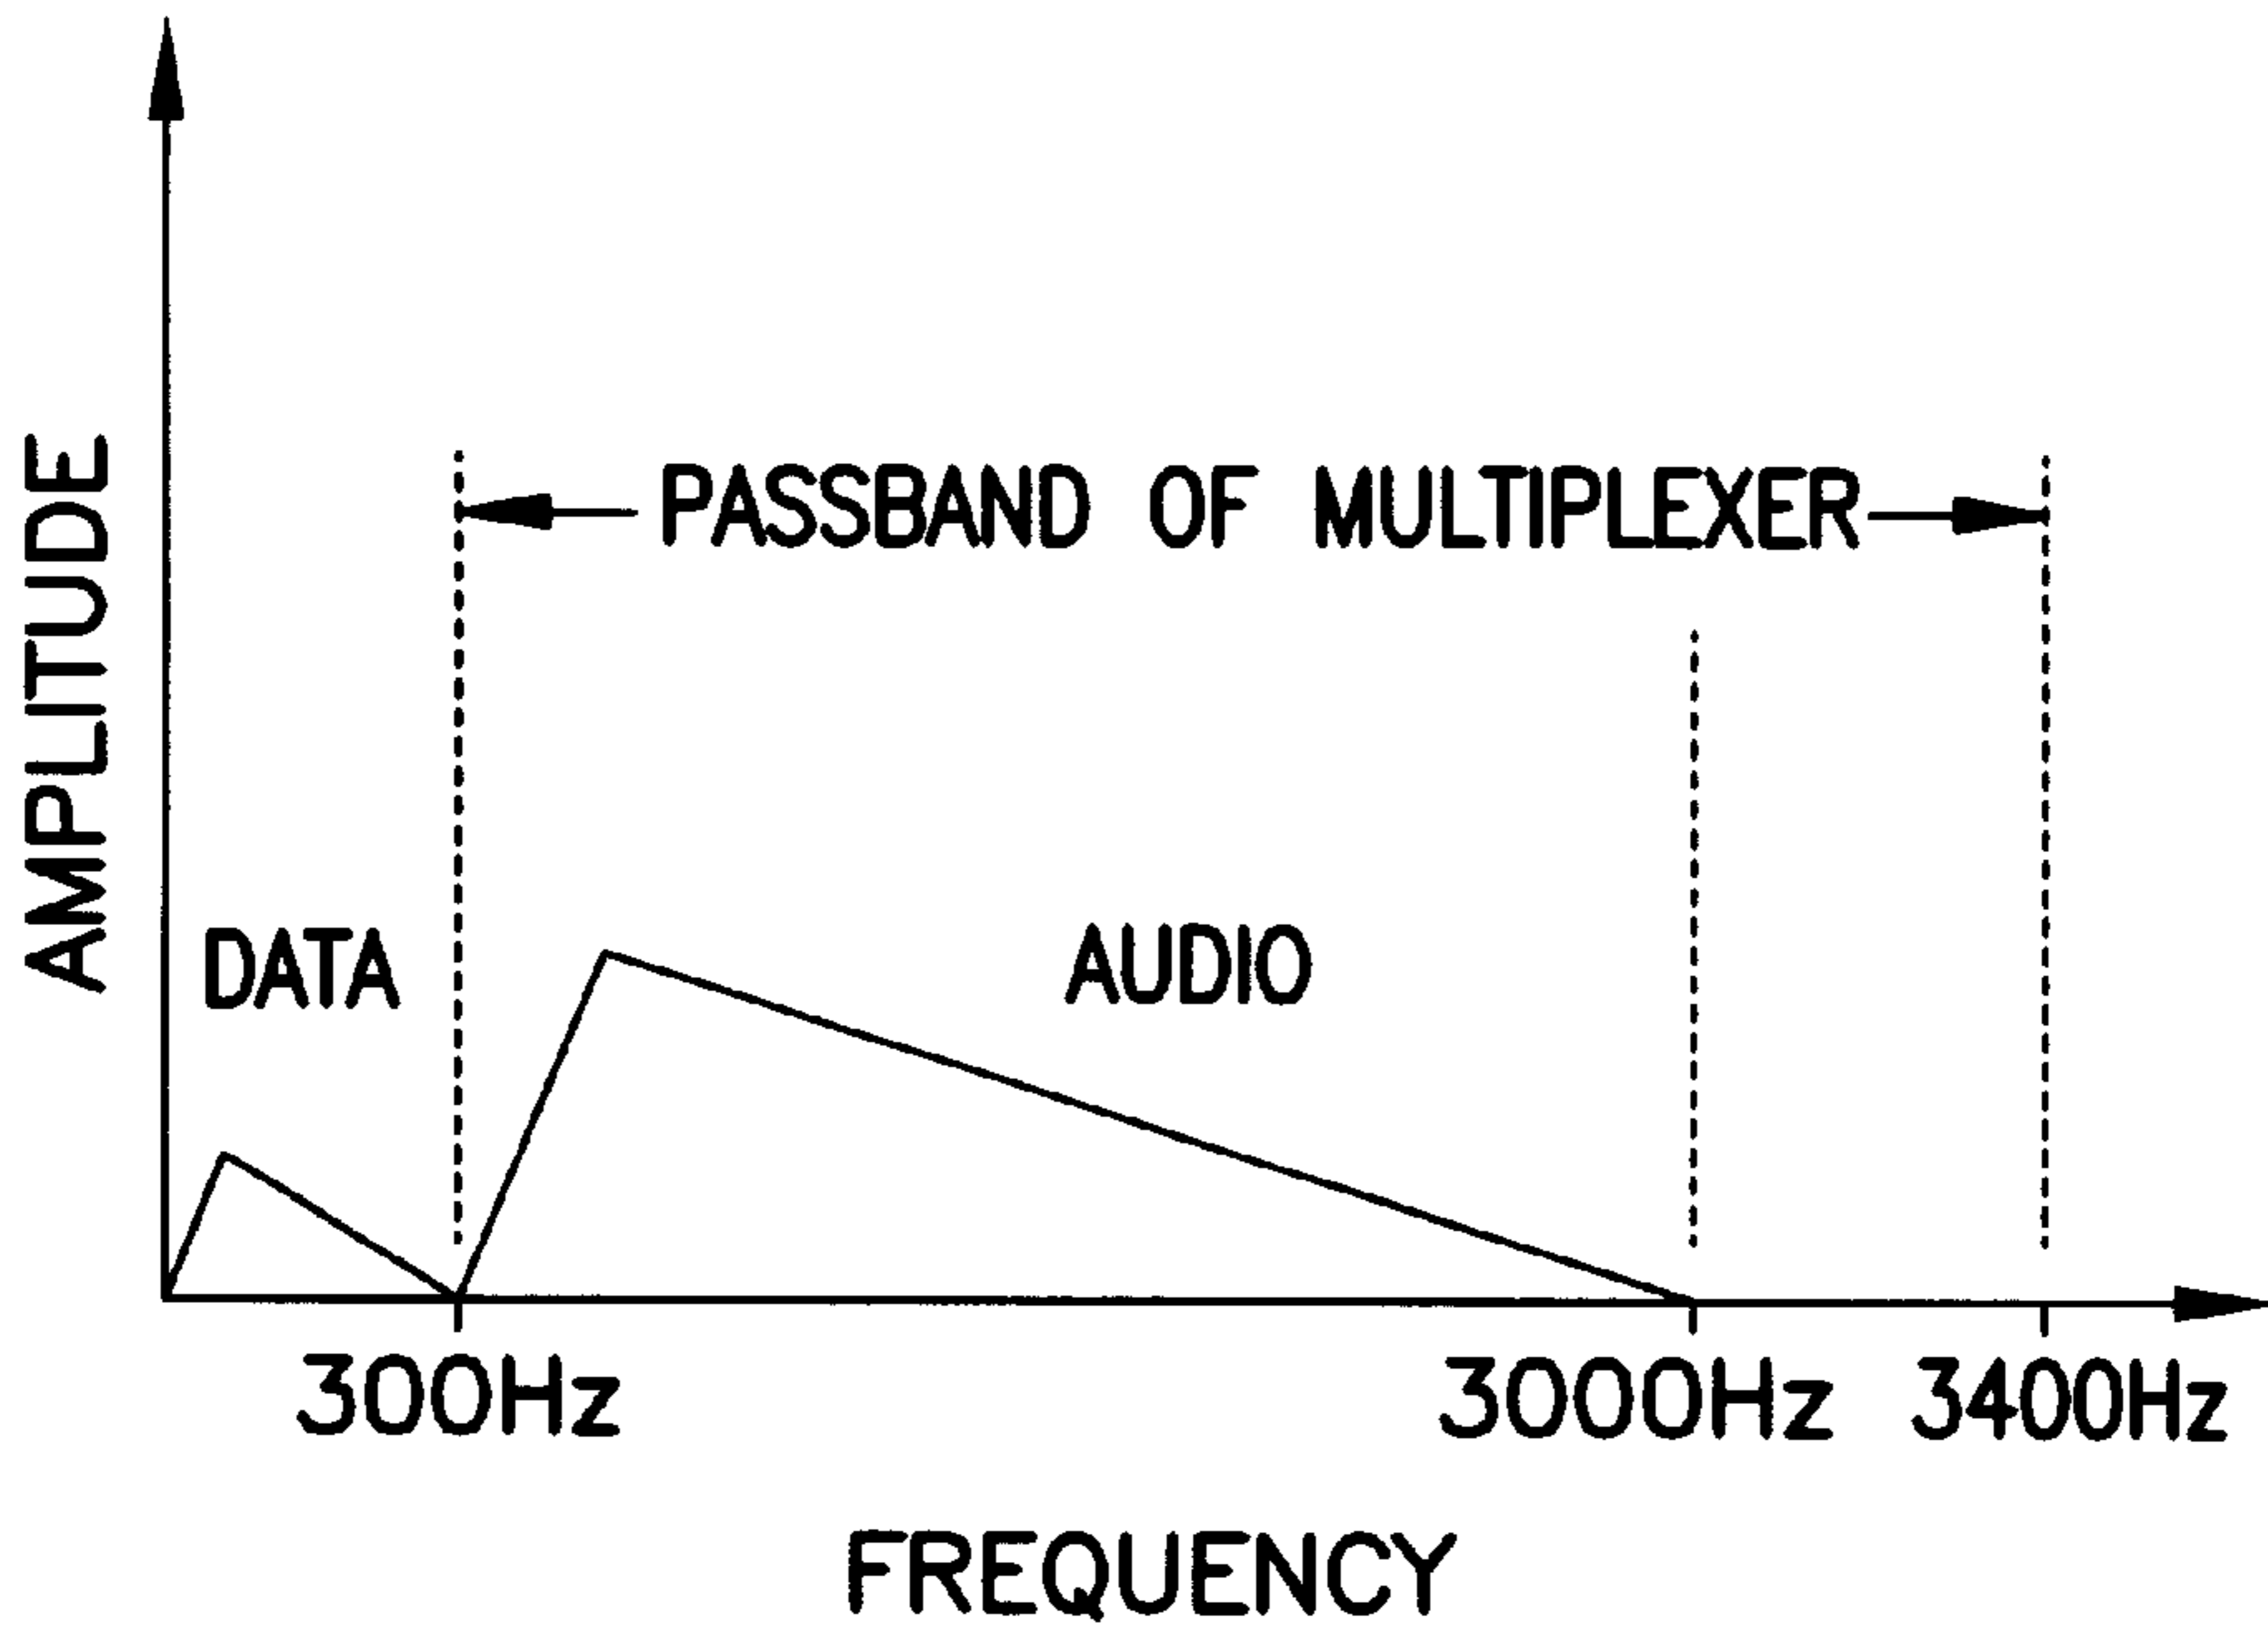 AMPLITUDE
PASSBAND OF MULTIPLEXER
DATA
AUDIO
300Hz
3000Hz
3400Hz
FREQUENCY